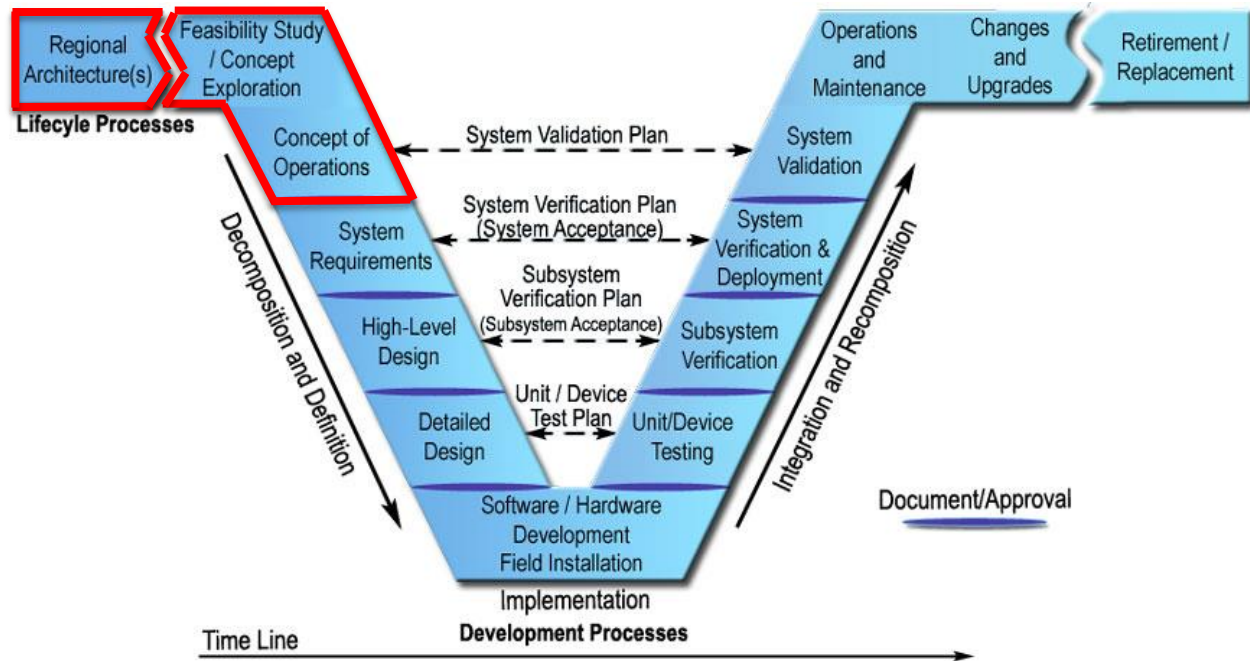 Regional
Architecture(s)
Feasibility Study
/ Concept
Exploration
Operations
and
Maintenance
Changes
and
Upgrades
Retirement /
Replacement
Lifecyle Processes
Concept of
Operations
System Validation Plan
System
Validation
System
Requirements
System Verification Plan
(System Acceptance)
System
Verification &
Deployment
High-Level
Design
Subsystem
Verification Plan
(Subsystem Acceptance)
Subsystem
Verification
Detailed
Design
Unit / Device
Test Plan
Unit/Device
Testing
Decomposition and Definition
Integration and Recomposition
Software / Hardware
Development
Field Installation
Document/Approval
Implementation
Development Processes
Time Line